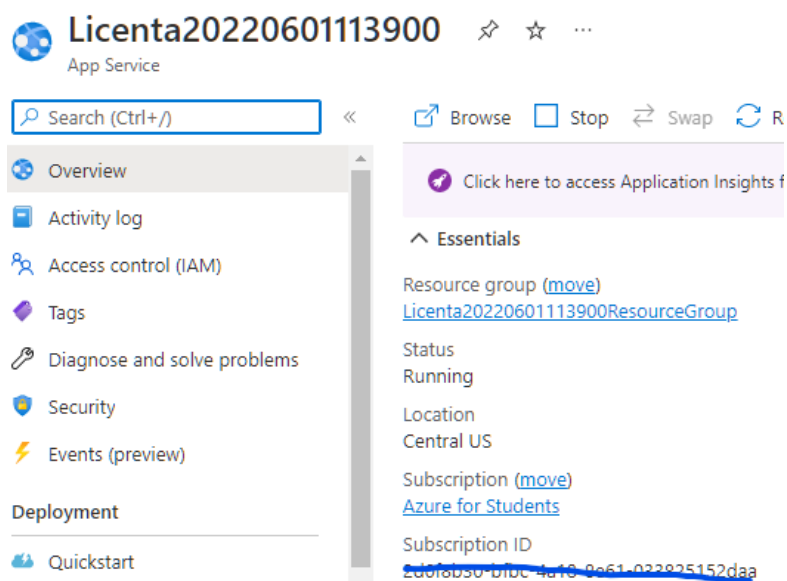 Licenta20220601113900
App Service
Search (Ctrl+/)
Overview
Activity log
Access control (IAM)
Tags
Diagnose and solve problems
Security
Events (preview)
Deployment
Quickstart
Browse Stop Swap R
Click here to access Application Insights f
Essentials
Resource group (move)
Licenta20220601113900ResourceGroup
Status
Running
Location
Central US
Subscription (move)
Azure for Students
Subscription ID